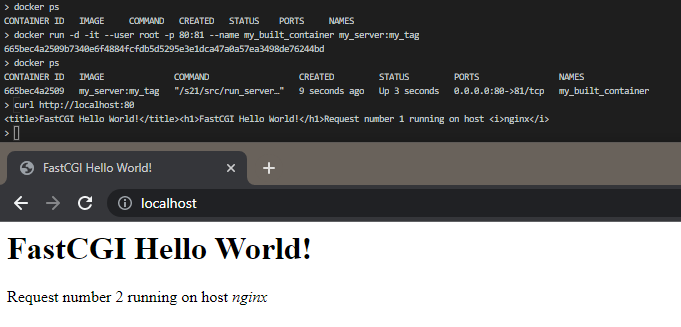 > docker ps
CONTAINER ID   IMAGE     COMMAND   CREATED   STATUS    PORTS     NAMES
> docker run -d -it --user root -p 80:81 --name my_built_container my_server:my_tag
665bec4a2509b7340e6f4884fcfdb5d5295e3e1dca47a0a57ea3498de76244bd
> docker ps
CONTAINER ID   IMAGE              COMMAND                  CREATED         STATUS         PORTS                NAMES
665bec4a2509   my_server:my_tag   "/s21/src/run_server…"   9 seconds ago   Up 3 seconds   0.0.0.0:80->81/tcp   my_built_container
> curl http://localhost:80
<title>FastCGI Hello World!</title><h1>FastCGI Hello World!</h1>Request number 1 running on host <i>nginx</i>
>
FastCGI Hello World!
localhost
FastCGI Hello World!
Request number 2 running on host nginx